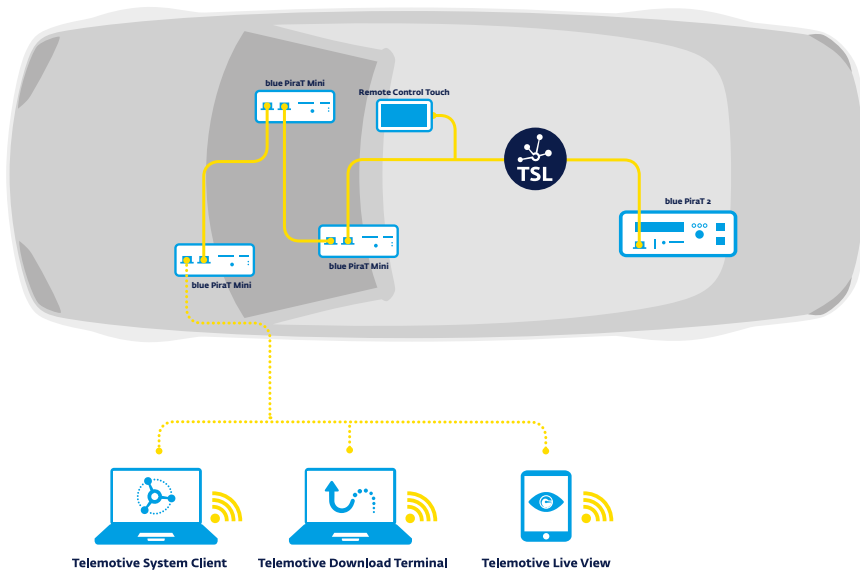 blue PiraT Mini
Remote Control Touch
TSL
blue PiraT 2
blue PiraT Mini
blue PiraT Mini
Telemotive System Client
Telemotive Download Terminal
Telemotive Live View